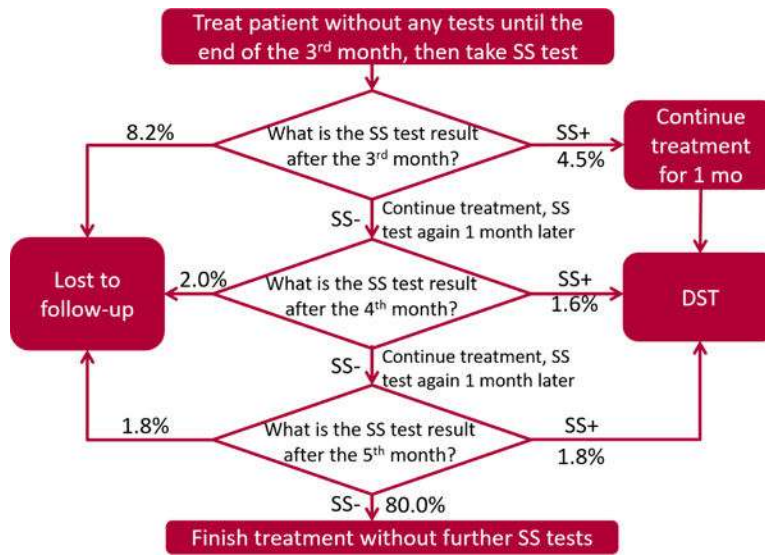 Treat patient without any tests until the
end of the 3rd month, then take SS test
8.2%
What is the SS test result
after the 3rd month?
SS+
4.5%
Continue
treatment
for 1 mo
SS-
Continue treatment, SS
test again 1 month later
Lost to
follow-up
2.0%
What is the SS test result
after the 4th month?
SS+
1.6%
DST
SS-
Continue treatment, SS
test again 1 month later
1.8%
What is the SS test result
after the 5th month?
SS+
1.8%
SS- 80.0%
Finish treatment without further SS tests